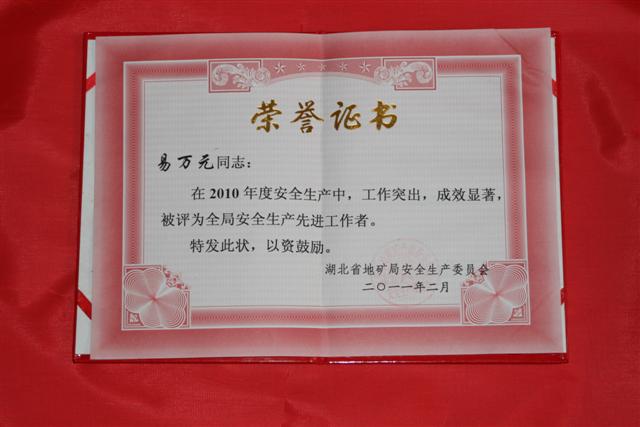 荣誉证书
易万元同志：
在2010年度安全生产中，工作突出，成效显著，
被评为全局安全生产先进工作者。
特发此状，以资鼓励。
湖北省地矿局安全生产委员会
二〇一一年二月